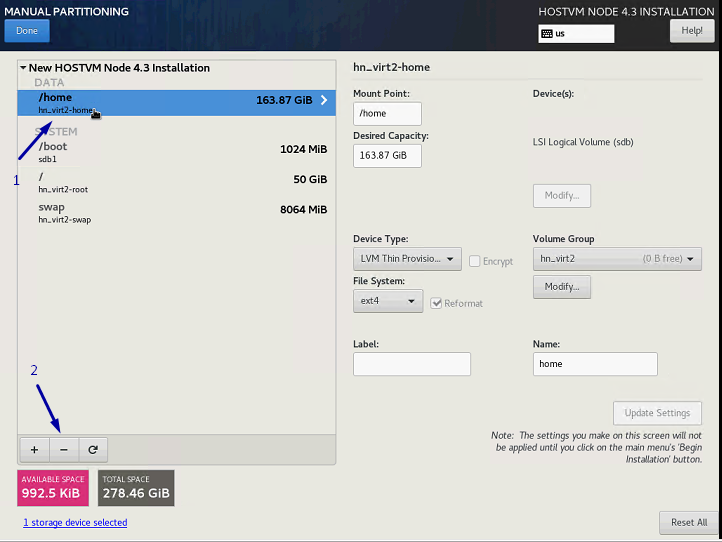 MANUAL PARTITIONING
HOSTVM NODE 4.3 INSTALLATION
Done
us
Help!
New HOSTVM Node 4.3 Installation
DATA
/home
hn_virt2-home
163.87 GiB
SYSTEM
/boot
sdb1
1024 MiB
/
hn_virt2-root
50 GiB
swap
hn_virt2-swap
8064 MiB
1
2
+ −
AVAILABLE SPACE
992.5 KiB
TOTAL SPACE
278.46 GiB
1 storage device selected
hn_virt2-home
Mount Point:
/home
Desired Capacity:
163.87 GiB
Device(s):
LSI Logical Volume (sdb)
Modify...
Device Type:
LVM Thin Provisio...
Encrypt
Volume Group
hn_virt2 (0 B free)
File System:
ext4
Reformat
Modify...
Label:
Name:
home
Update Settings
Note: The settings you make on this screen will not
be applied until you click on the main menu's 'Begin
Installation' button.
Reset All